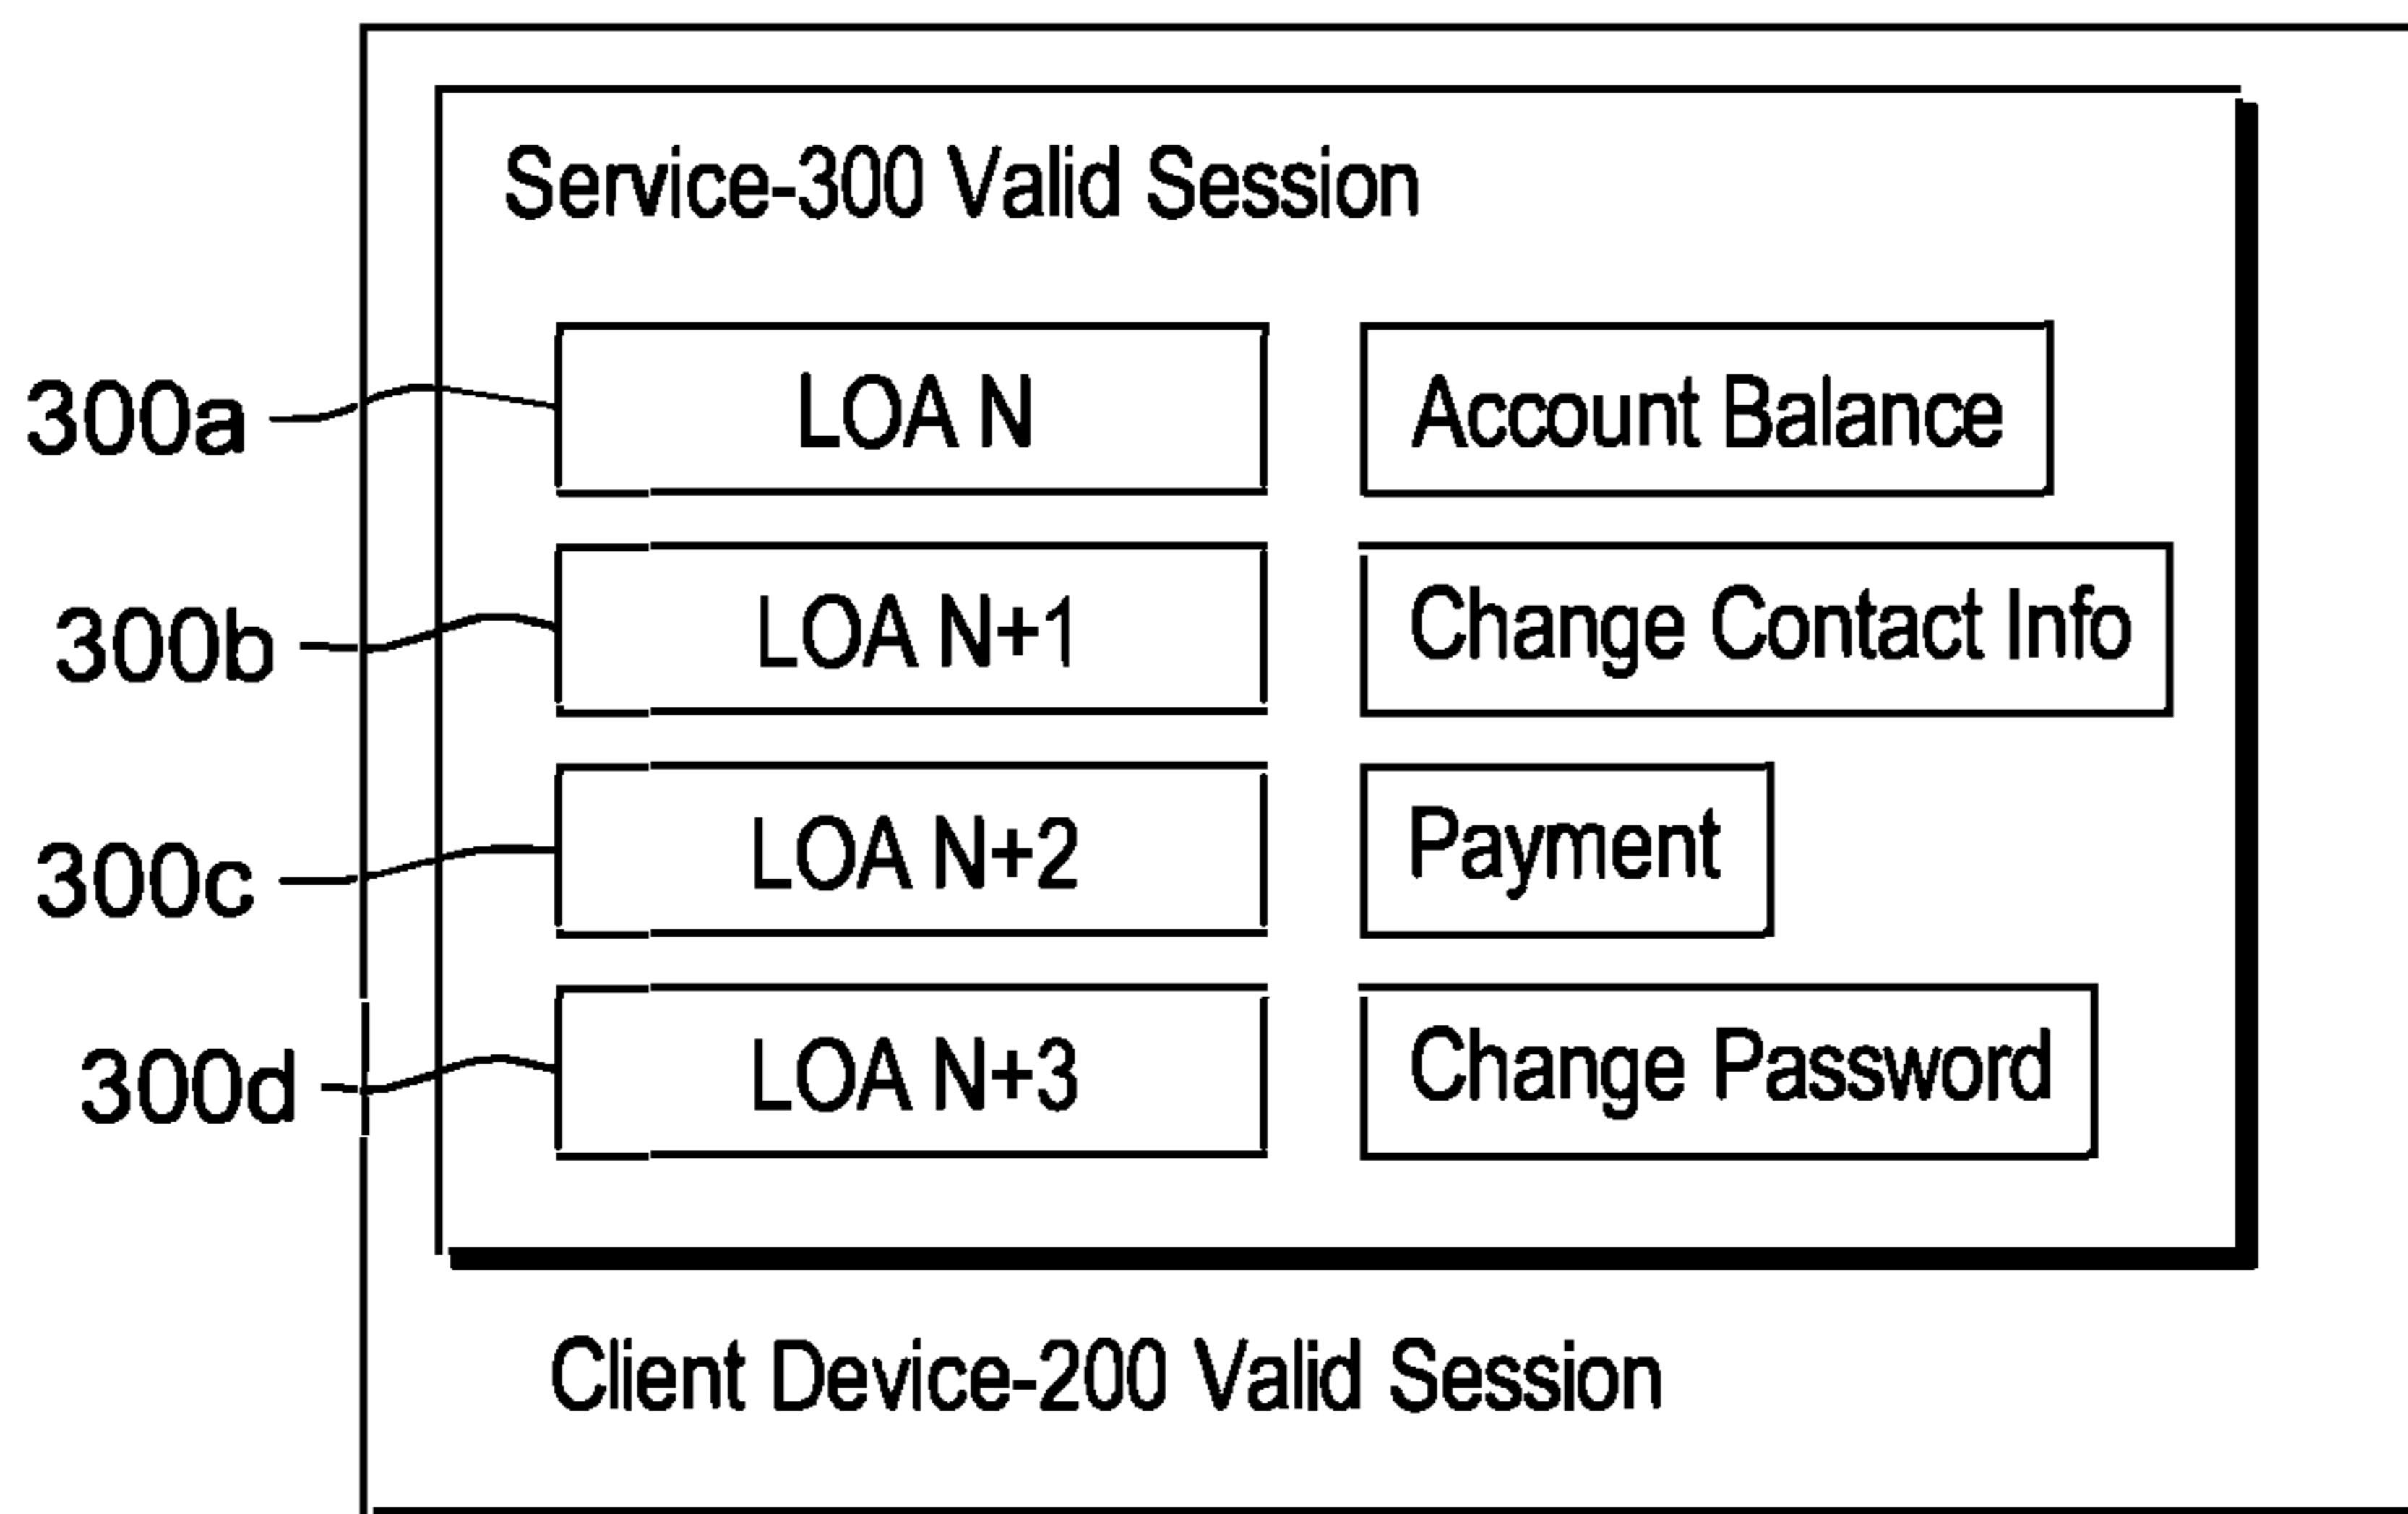 Service-300 Valid Session
300a LOA N Account Balance
300b LOA N+1 Change Contact Info
300c LOA N+2 Payment
300d LOA N+3 Change Password
Client Device-200 Valid Session